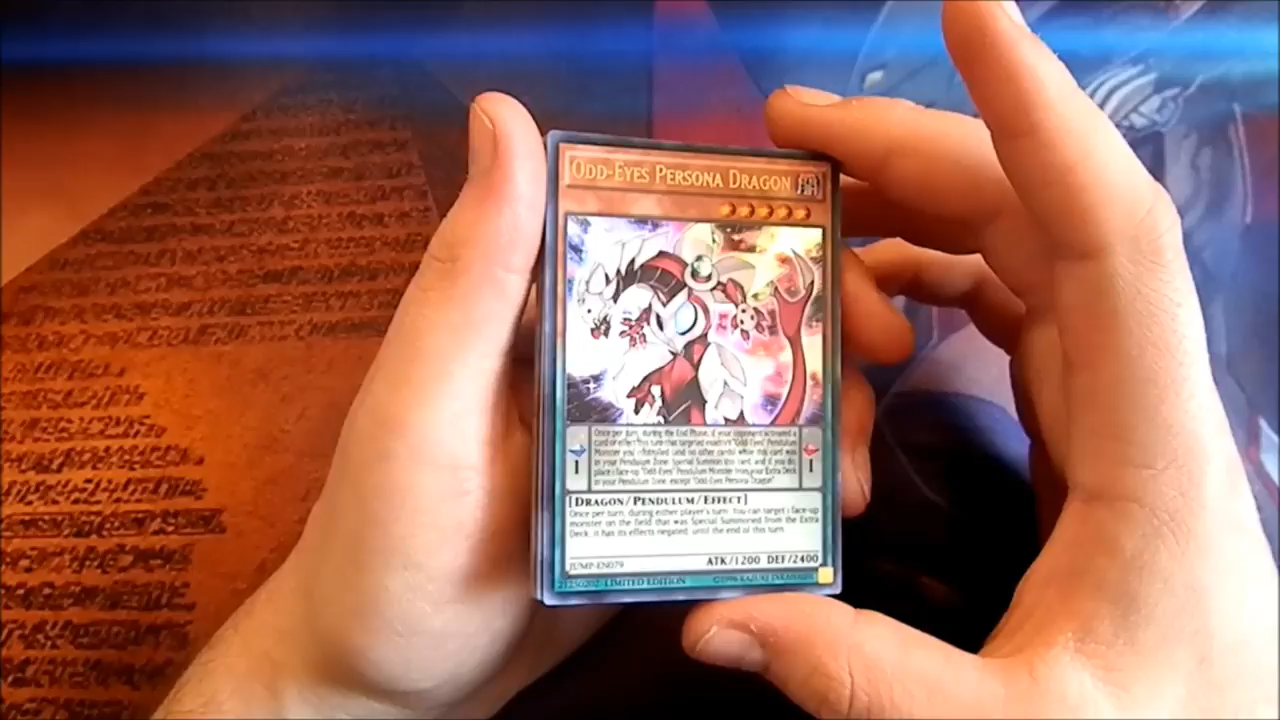 ODD-EYES PERSONA DRAGON
Once per turn, during the End Phase, if your opponent activated a
card or effect this turn that targeted exactly 1 "Odd-Eyes" Pendulum
Monster you controlled (and no other cards) while this card was
in your Pendulum Zone: Special Summon this card, and if you do,
place 1 face-up "Odd-Eyes" Pendulum Monster from your Extra Deck
in your Pendulum Zone, except "Odd-Eyes Persona Dragon".
1
1
[DRAGON/PENDULUM/EFFECT]
Once per turn, during either player's turn: You can target 1 face-up
monster on the field that was Special Summoned from the Extra
Deck; it has its effects negated, until the end of this turn.
ATK/1200 DEF/2400
JUMP-EN079
LIMITED EDITION
©1996 KAZUKI TAKAHASHI